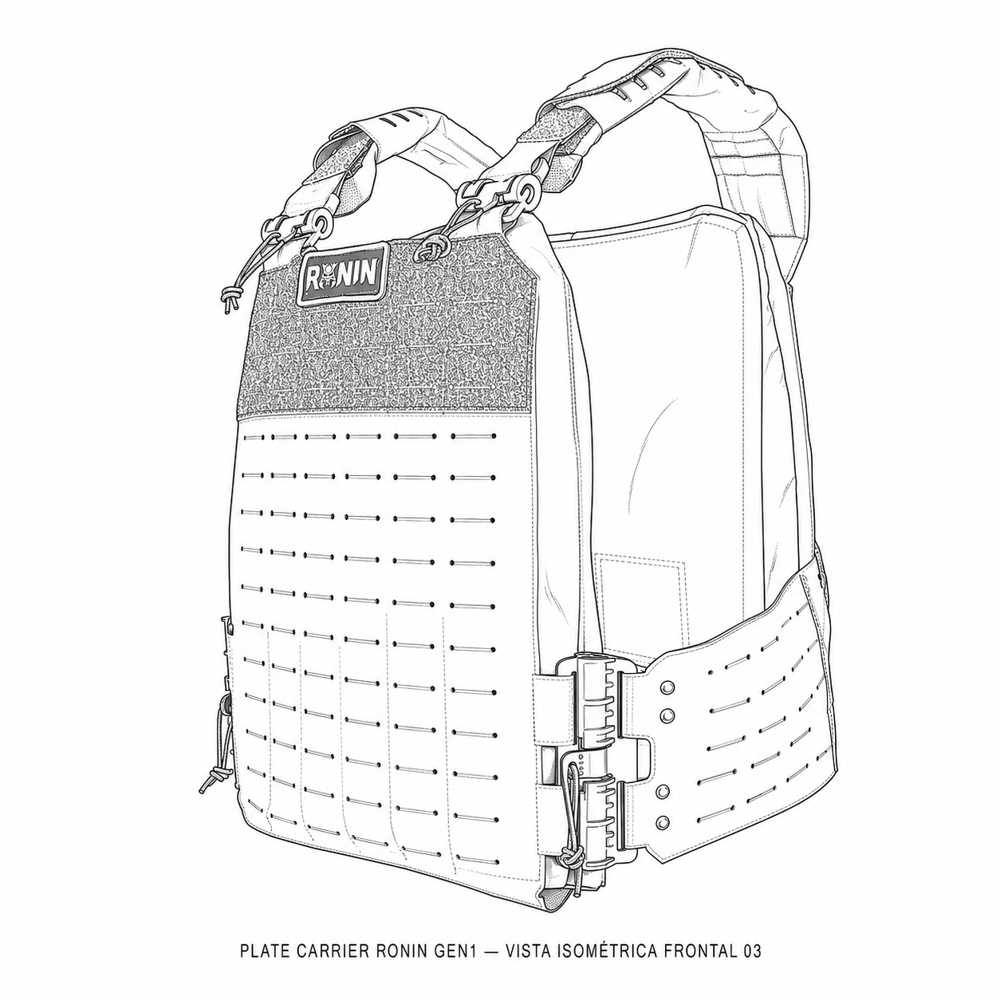 RONIN
PLATE CARRIER RONIN GEN1 — VISTA ISOMÉTRICA FRONTAL 03